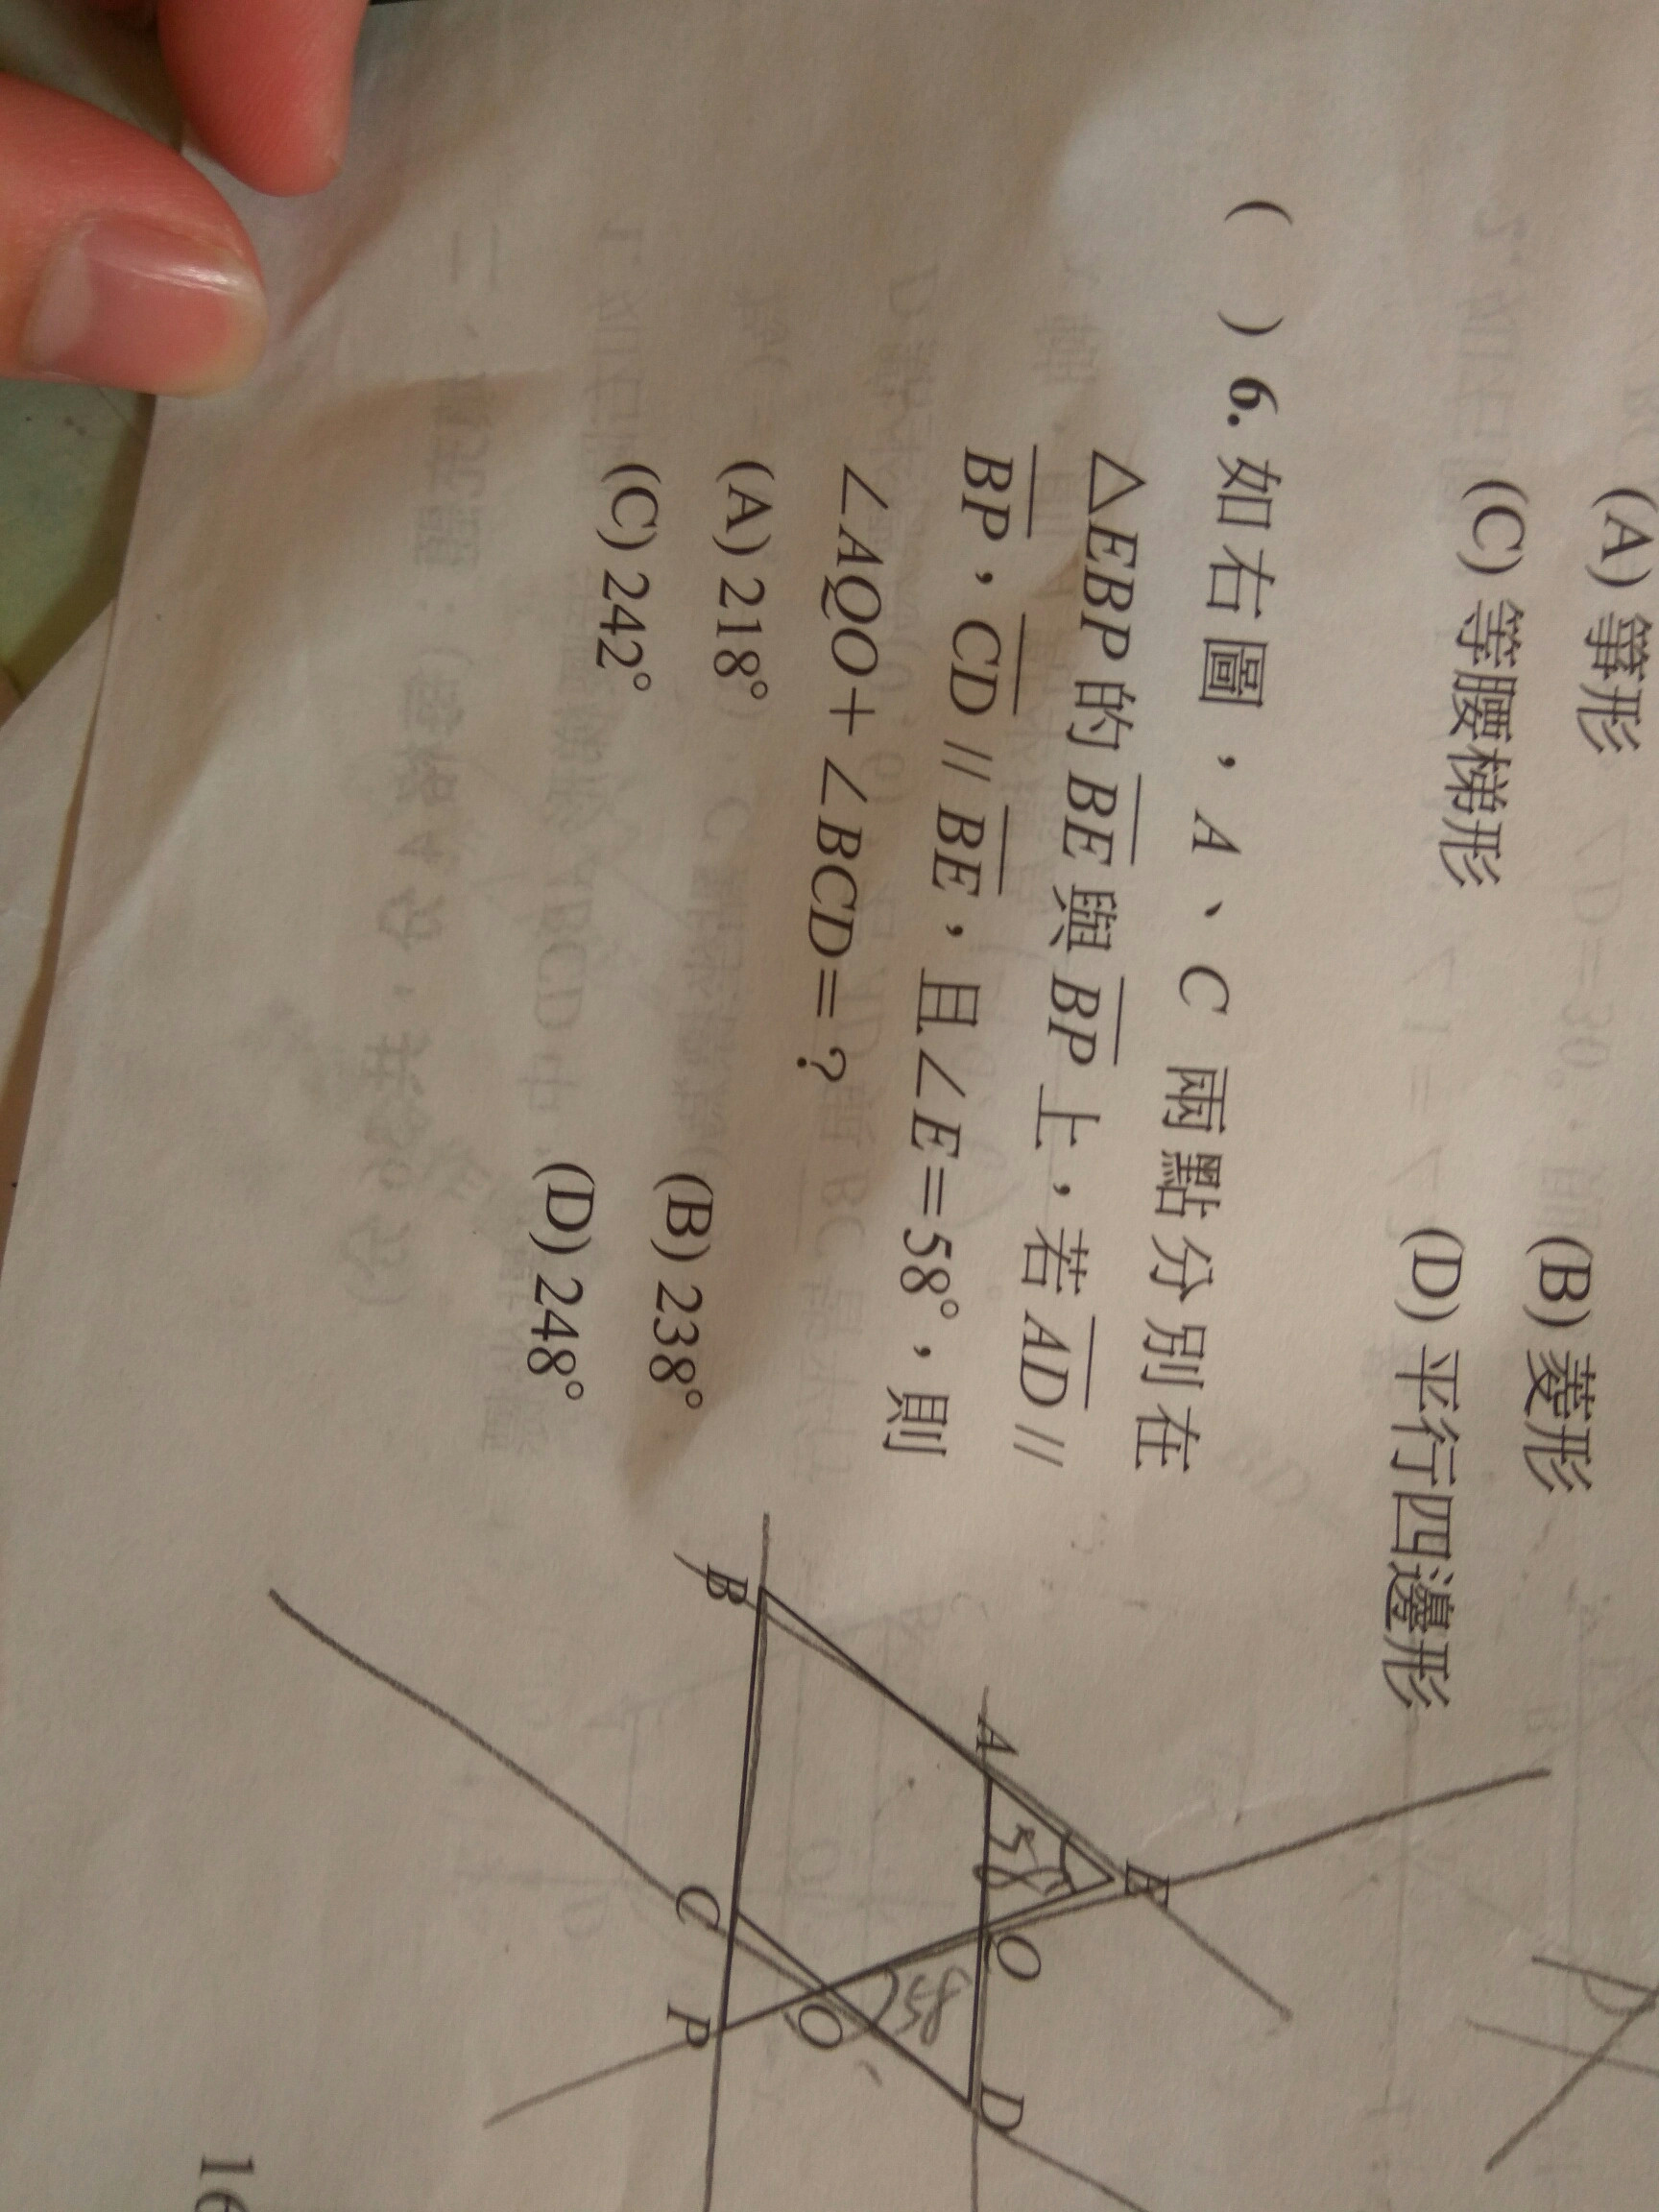 (A) 箏形
(B) 菱形
(C) 等腰梯形
(D) 平行四邊形
( ) 6. 如右圖，A、C 兩點分別在
△EBP 的 BE 與 BP 上，若 AD //
BP，CD // BE，且∠E=58°，則
∠AQO+∠BCD=？
(A) 218°
(B) 238°
(C) 242°
(D) 248°
E
58
A
O
D
58
Q
B
C
P
16